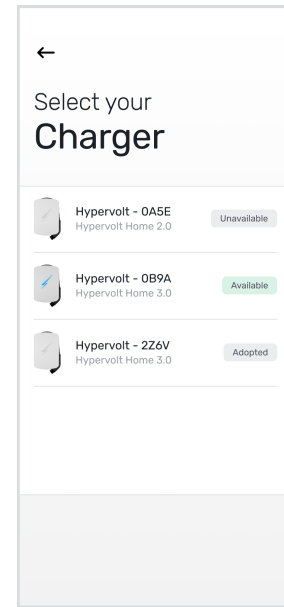 Select your
Charger
Hypervolt - 0A5E
Unavailable
Hypervolt Home 2.0
Hypervolt - 0B9A
Available
Hypervolt Home 3.0
Hypervolt - 2Z6V
Adopted
Hypervolt Home 3.0